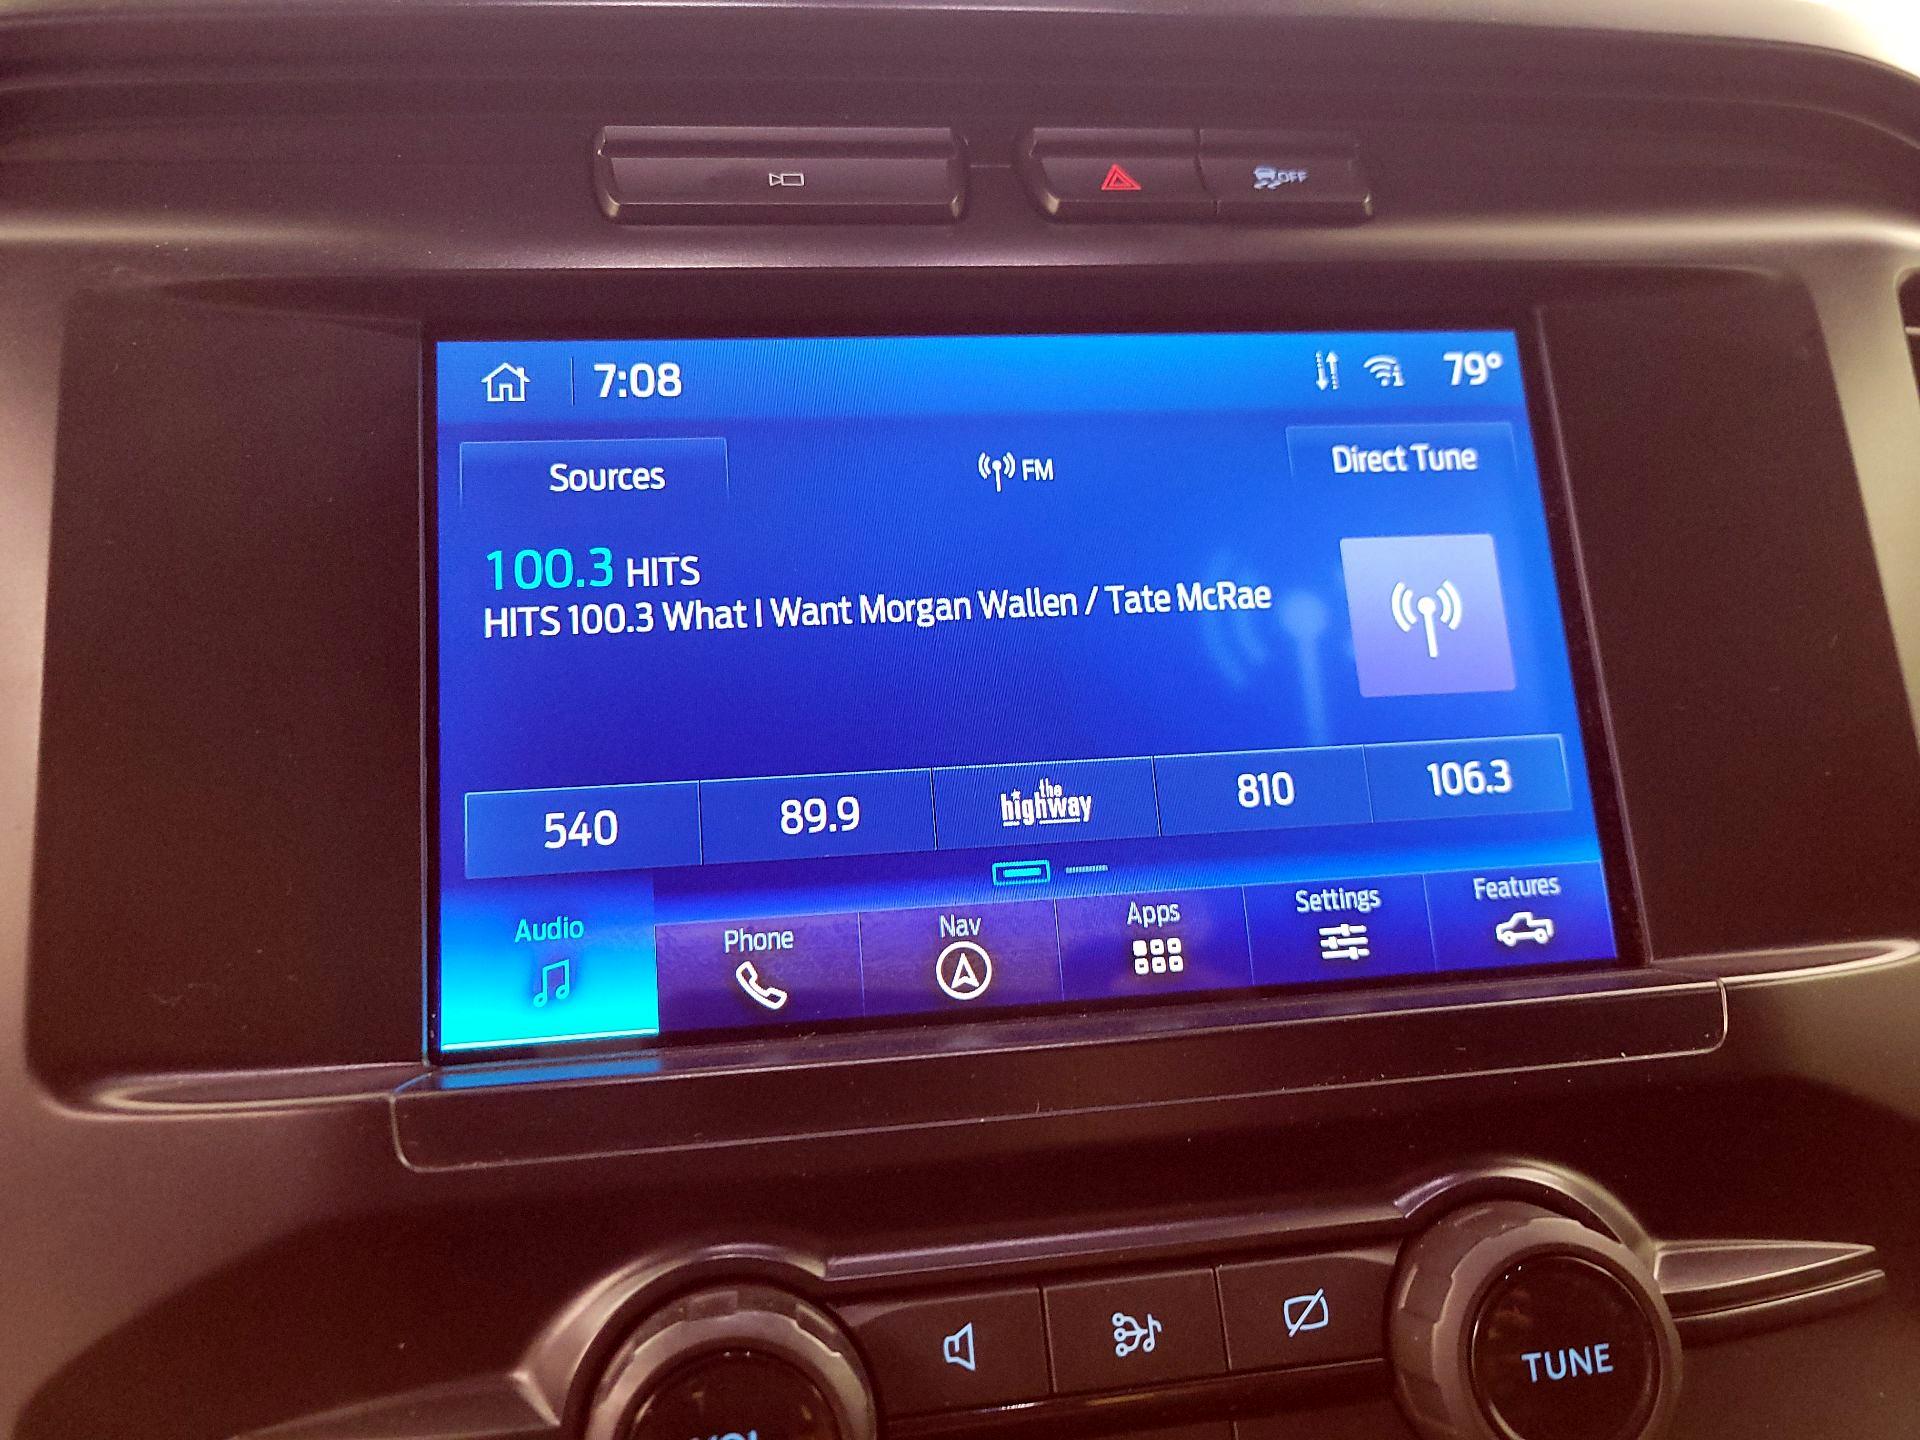 OFF
7:08
79°
Sources
FM
Direct Tune
100.3 HITS
HITS 100.3 What I Want Morgan Wallen / Tate McRae
540
89.9
the
highway
810
106.3
Audio
Phone
Nav
Apps
Settings
Features
TUNE
VOL